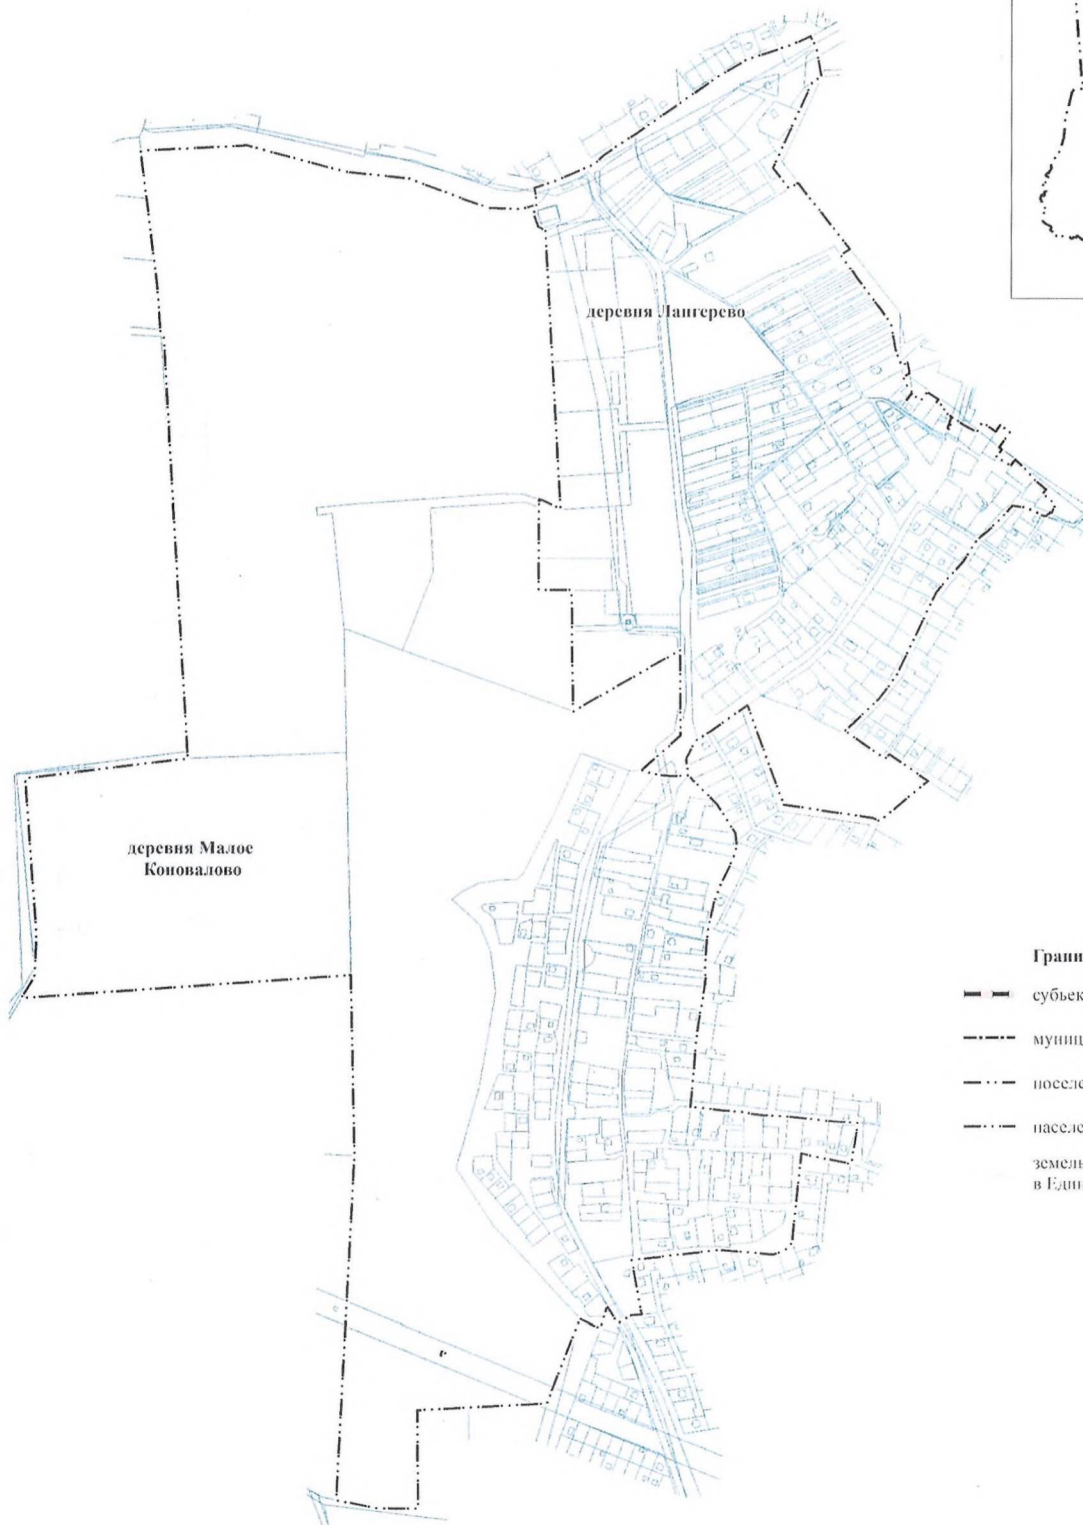 деревня Лангерево
деревня Малое
Коновалово
Грани
субъек
муниц
поселе
населе
земель
в Един